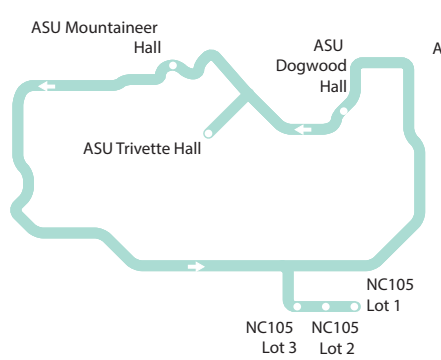 ASU Mountaineer
Hall
ASU
Dogwood
Hall
A
ASU Trivette Hall
NC105
Lot 1
NC105
Lot 3
NC105
Lot 2